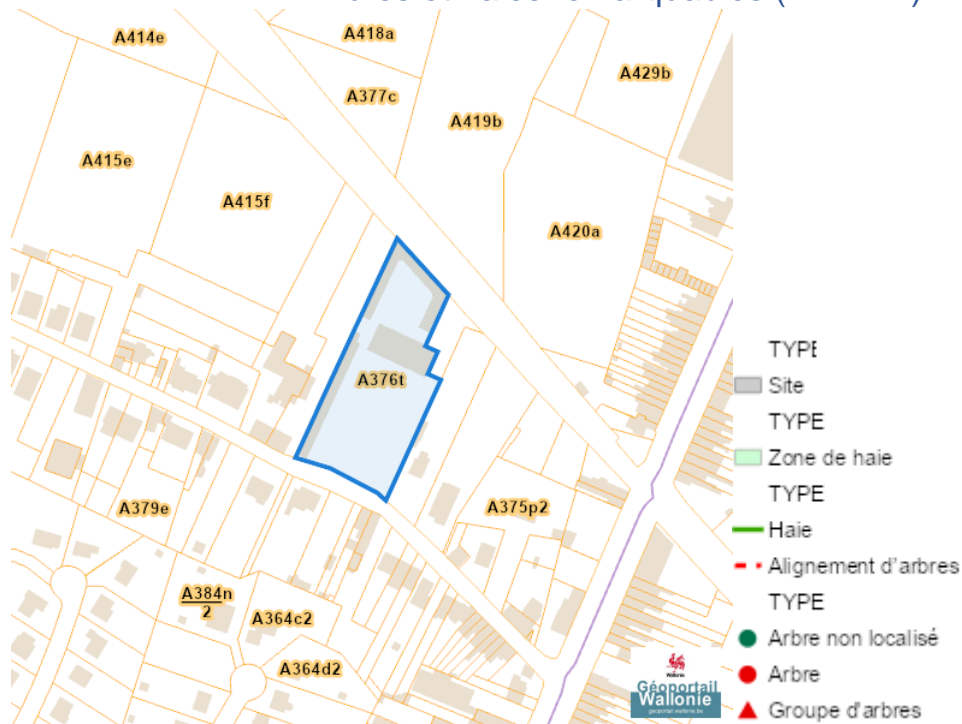 A414e
A418a
A377c
A429b
A419b
A415e
A415f
A420a
A376t
A379e
A375p2
A384n
2
A364c2
A364d2
TYPE
Site
TYPE
Zone de haie
TYPE
Haie
Alignement d'arbres
TYPE
Arbre non localisé
Arbre
Groupe d'arbres
Wallonie
Géoportail
Wallonie
geoportail.wallonie.be